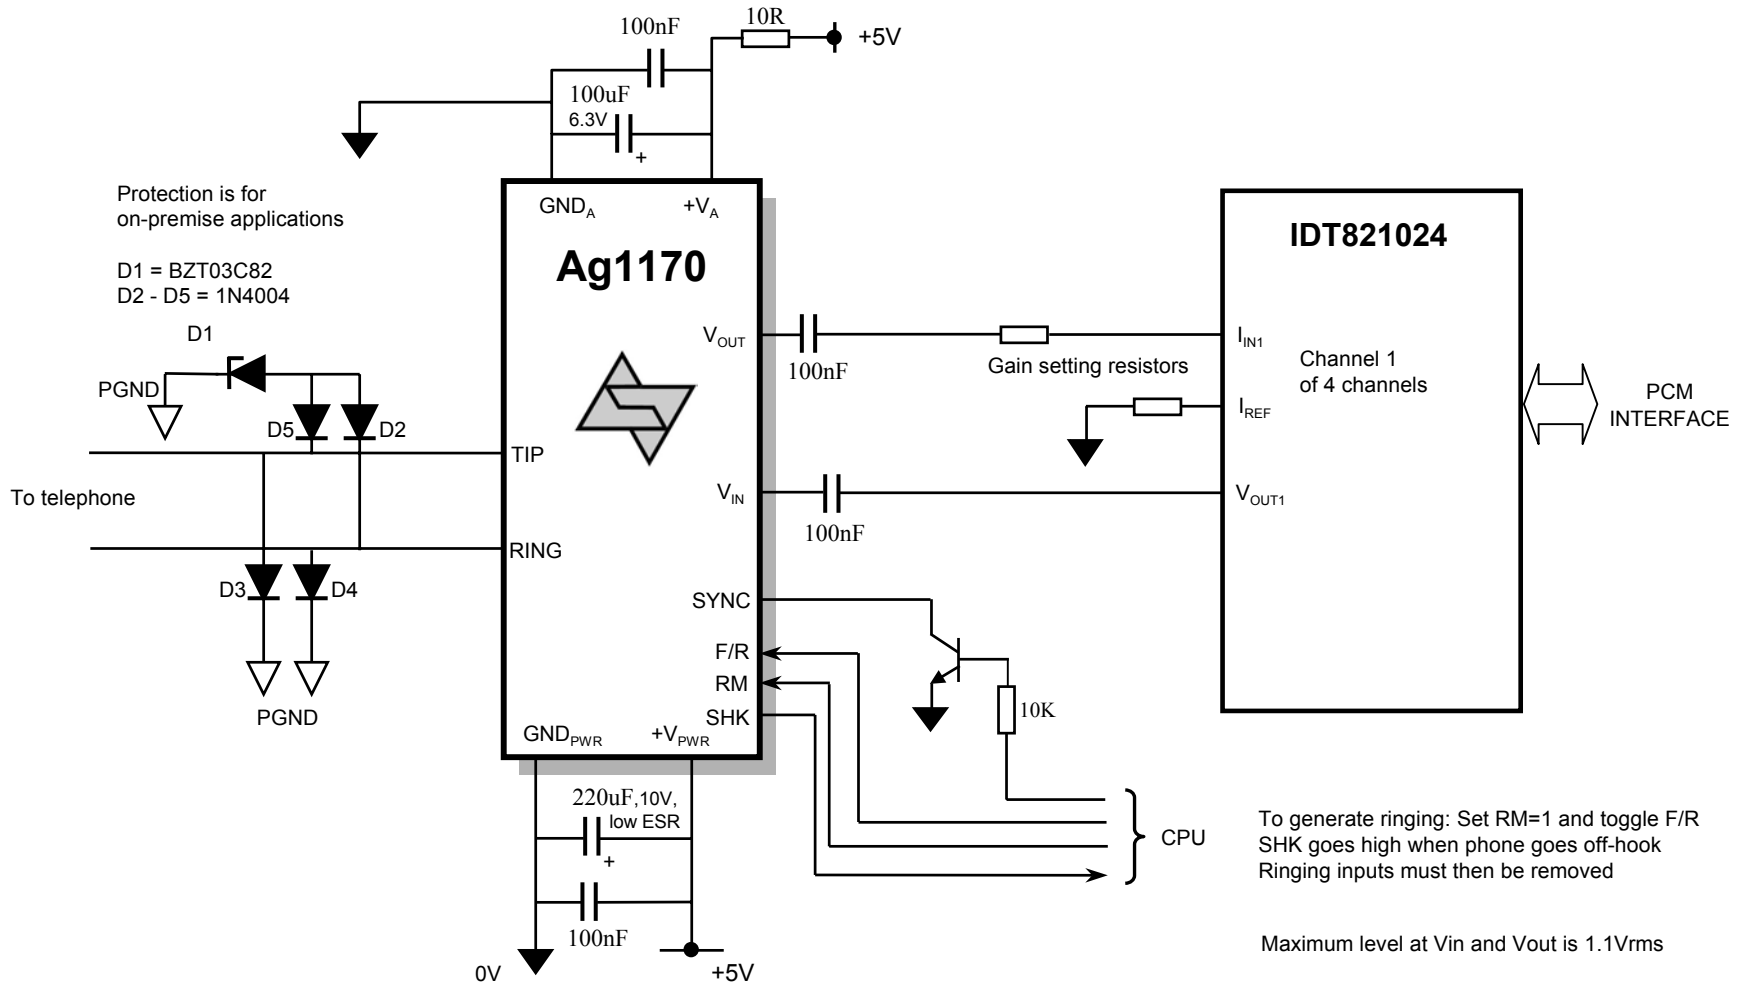 100nF
10R
+5V
100uF
6.3V
+
Protection is for
on-premise applications
D1 = BZT03C82
D2 - D5 = 1N4004
D1
PGND
D5
D2
To telephone
D3
D4
PGND
GNDA
+VA
Ag1170
VOUT
TIP
VIN
RING
SYNC
F/R
RM
SHK
GNDPWR
+VPWR
100nF
Gain setting resistors
100nF
IDT821024
IIN1
Channel 1
of 4 channels
IREF
VOUT1
PCM
INTERFACE
10K
CPU
220uF,10V,
low ESR
+
100nF
0V
+5V
To generate ringing: Set RM=1 and toggle F/R
SHK goes high when phone goes off-hook
Ringing inputs must then be removed
Maximum level at Vin and Vout is 1.1Vrms